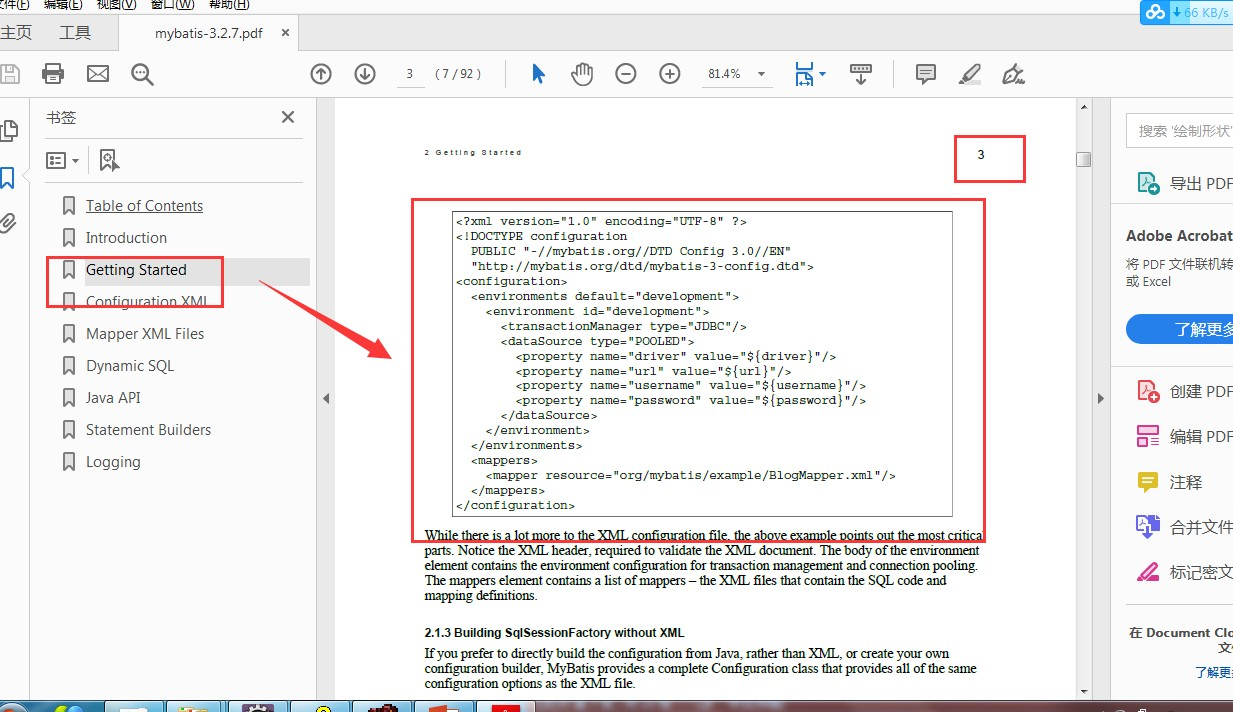 文件(F) 编辑(E) 视图(V) 窗口(W) 帮助(H)
66 KB/s
主页 工具 mybatis-3.2.7.pdf ×
3 (7 / 92) 81.4%
书签
Table of Contents
Introduction
Getting Started
Configuration XML
Mapper XML Files
Dynamic SQL
Java API
Statement Builders
Logging
2 Getting Started
3
<?xml version="1.0" encoding="UTF-8" ?>
<!DOCTYPE configuration
PUBLIC "-//mybatis.org//DTD Config 3.0//EN"
"http://mybatis.org/dtd/mybatis-3-config.dtd">
<configuration>
<environments default="development">
<environment id="development">
<transactionManager type="JDBC"/>
<dataSource type="POOLED">
<property name="driver" value="${driver}"/>
<property name="url" value="${url}"/>
<property name="username" value="${username}"/>
<property name="password" value="${password}"/>
</dataSource>
</environment>
</environments>
<mappers>
<mapper resource="org/mybatis/example/BlogMapper.xml"/>
</mappers>
</configuration>
While there is a lot more to the XML configuration file, the above example points out the most critical
parts. Notice the XML header, required to validate the XML document. The body of the environment
element contains the environment configuration for transaction management and connection pooling.
The mappers element contains a list of mappers – the XML files that contain the SQL code and
mapping definitions.
2.1.3 Building SqlSessionFactory without XML
If you prefer to directly build the configuration from Java, rather than XML, or create your own
configuration builder, MyBatis provides a complete Configuration class that provides all of the same
configuration options as the XML file.
搜索 '绘制形状'
导出 PDF
Adobe Acrobat
将 PDF 文件联机转
或 Excel
了解更多
创建 PDF
编辑 PDF
注释
合并文件
标记密文
在 Document Clo
文
了解更